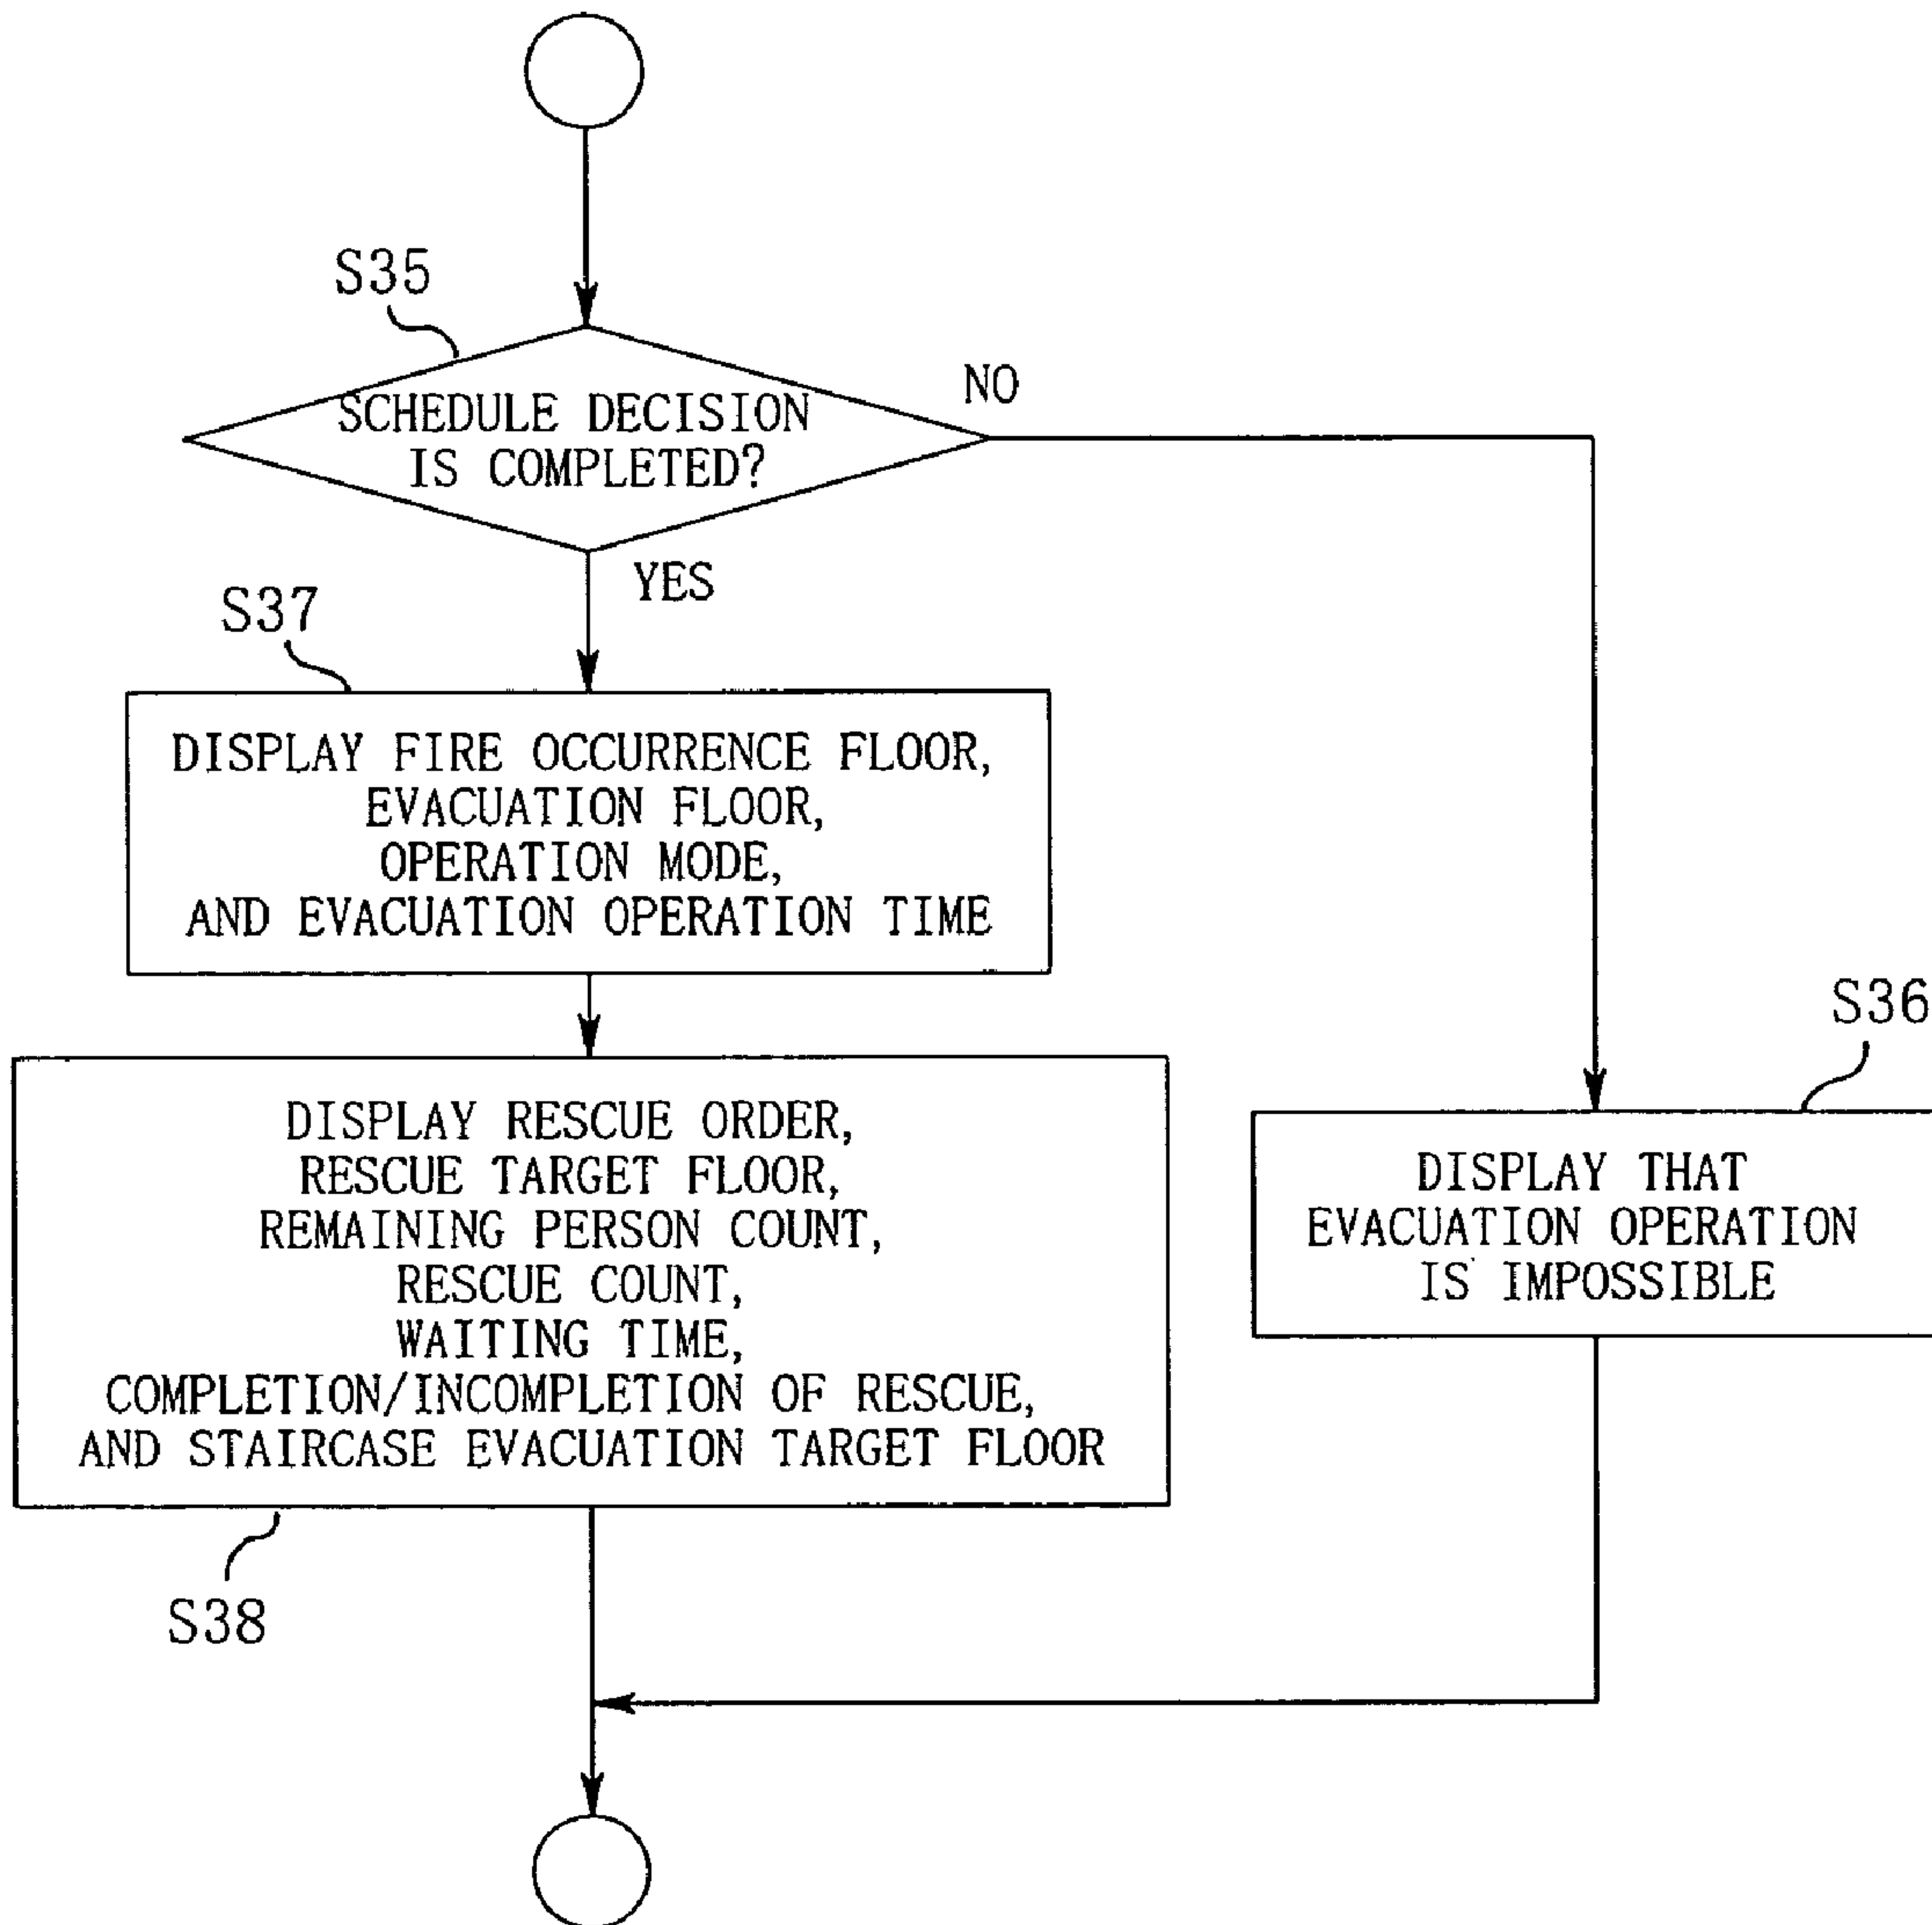 S35
SCHEDULE DECISION
IS COMPLETED?
NO
YES
S37
DISPLAY FIRE OCCURRENCE FLOOR,
EVACUATION FLOOR,
OPERATION MODE,
AND EVACUATION OPERATION TIME
S36
DISPLAY RESCUE ORDER,
RESCUE TARGET FLOOR,
REMAINING PERSON COUNT,
RESCUE COUNT,
WAITING TIME,
COMPLETION/INCOMPLETION OF RESCUE,
AND STAIRCASE EVACUATION TARGET FLOOR
DISPLAY THAT
EVACUATION OPERATION
IS IMPOSSIBLE
S38